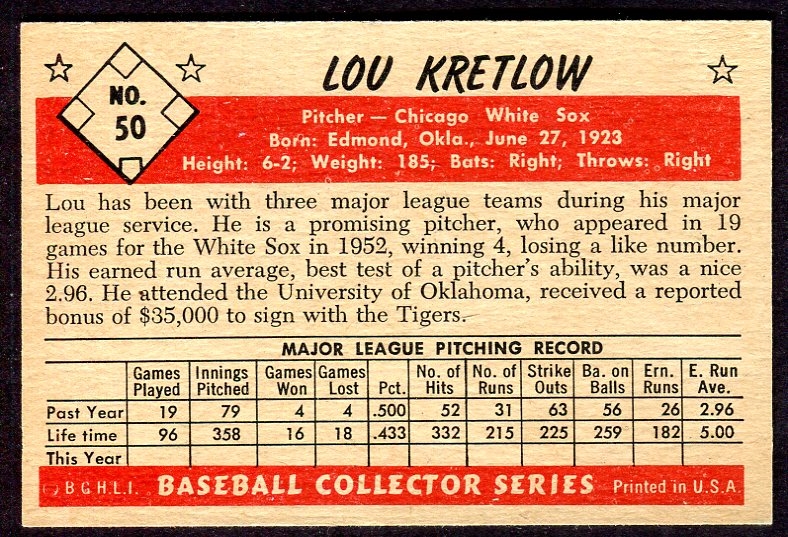 NO.
50
LOU KRETLOW
Pitcher — Chicago White Sox
Born: Edmond, Okla., June 27, 1923
Height: 6-2; Weight: 185; Bats: Right; Throws: Right
Lou has been with three major league teams during his major
league service. He is a promising pitcher, who appeared in 19
games for the White Sox in 1952, winning 4, losing a like number.
His earned run average, best test of a pitcher's ability, was a nice
2.96. He attended the University of Oklahoma, received a reported
bonus of $35,000 to sign with the Tigers.
MAJOR LEAGUE PITCHING RECORD
Games Innings Games Games No. of No. of Strike Ba. on Ern. E. Run
Played Pitched Won Lost Pct. Hits Runs Outs Balls Runs Ave.
Past Year 19 79 4 4 .500 52 31 63 56 26 2.96
Life time 96 358 16 18 .433 332 215 225 259 182 5.00
This Year
B.G.H.L.I. BASEBALL COLLECTOR SERIES Printed in U.S.A.